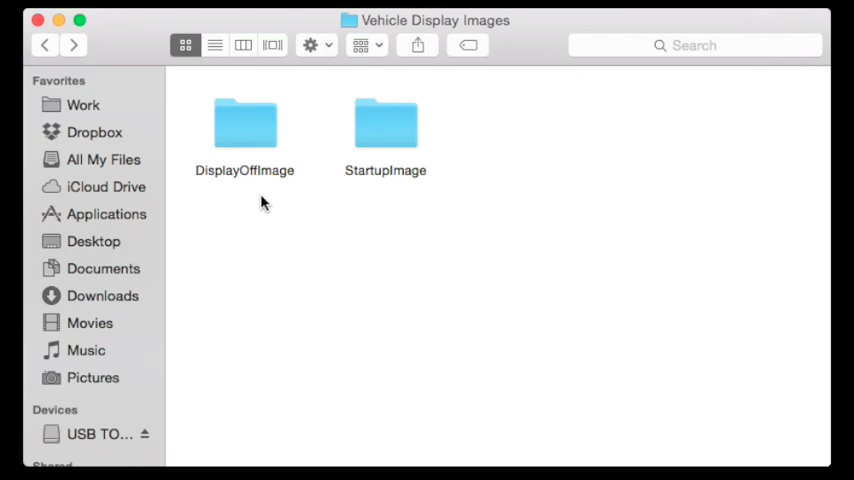 Vehicle Display Images
Search
Favorites
Work
Dropbox
All My Files
iCloud Drive
Applications
Desktop
Documents
Downloads
Movies
Music
Pictures
Devices
USB TO...
Shared
DisplayOffImage
StartupImage